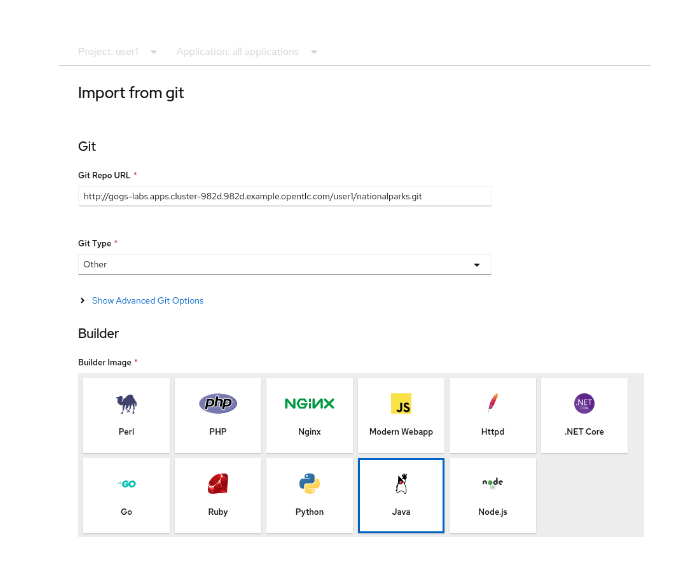 Project: user1 Application: all applications
Import from git
Git
Git Repo URL *
http://gogs-labs.apps.cluster-982d.982d.example.opentlc.com/user1/nationalparks.git
Git Type *
Other
Show Advanced Git Options
Builder
Builder Image *
php NGINX JS .NET Core
Perl PHP Nginx Modern Webapp Httpd .NET Core
GO node
Go Ruby Python Java Node.js